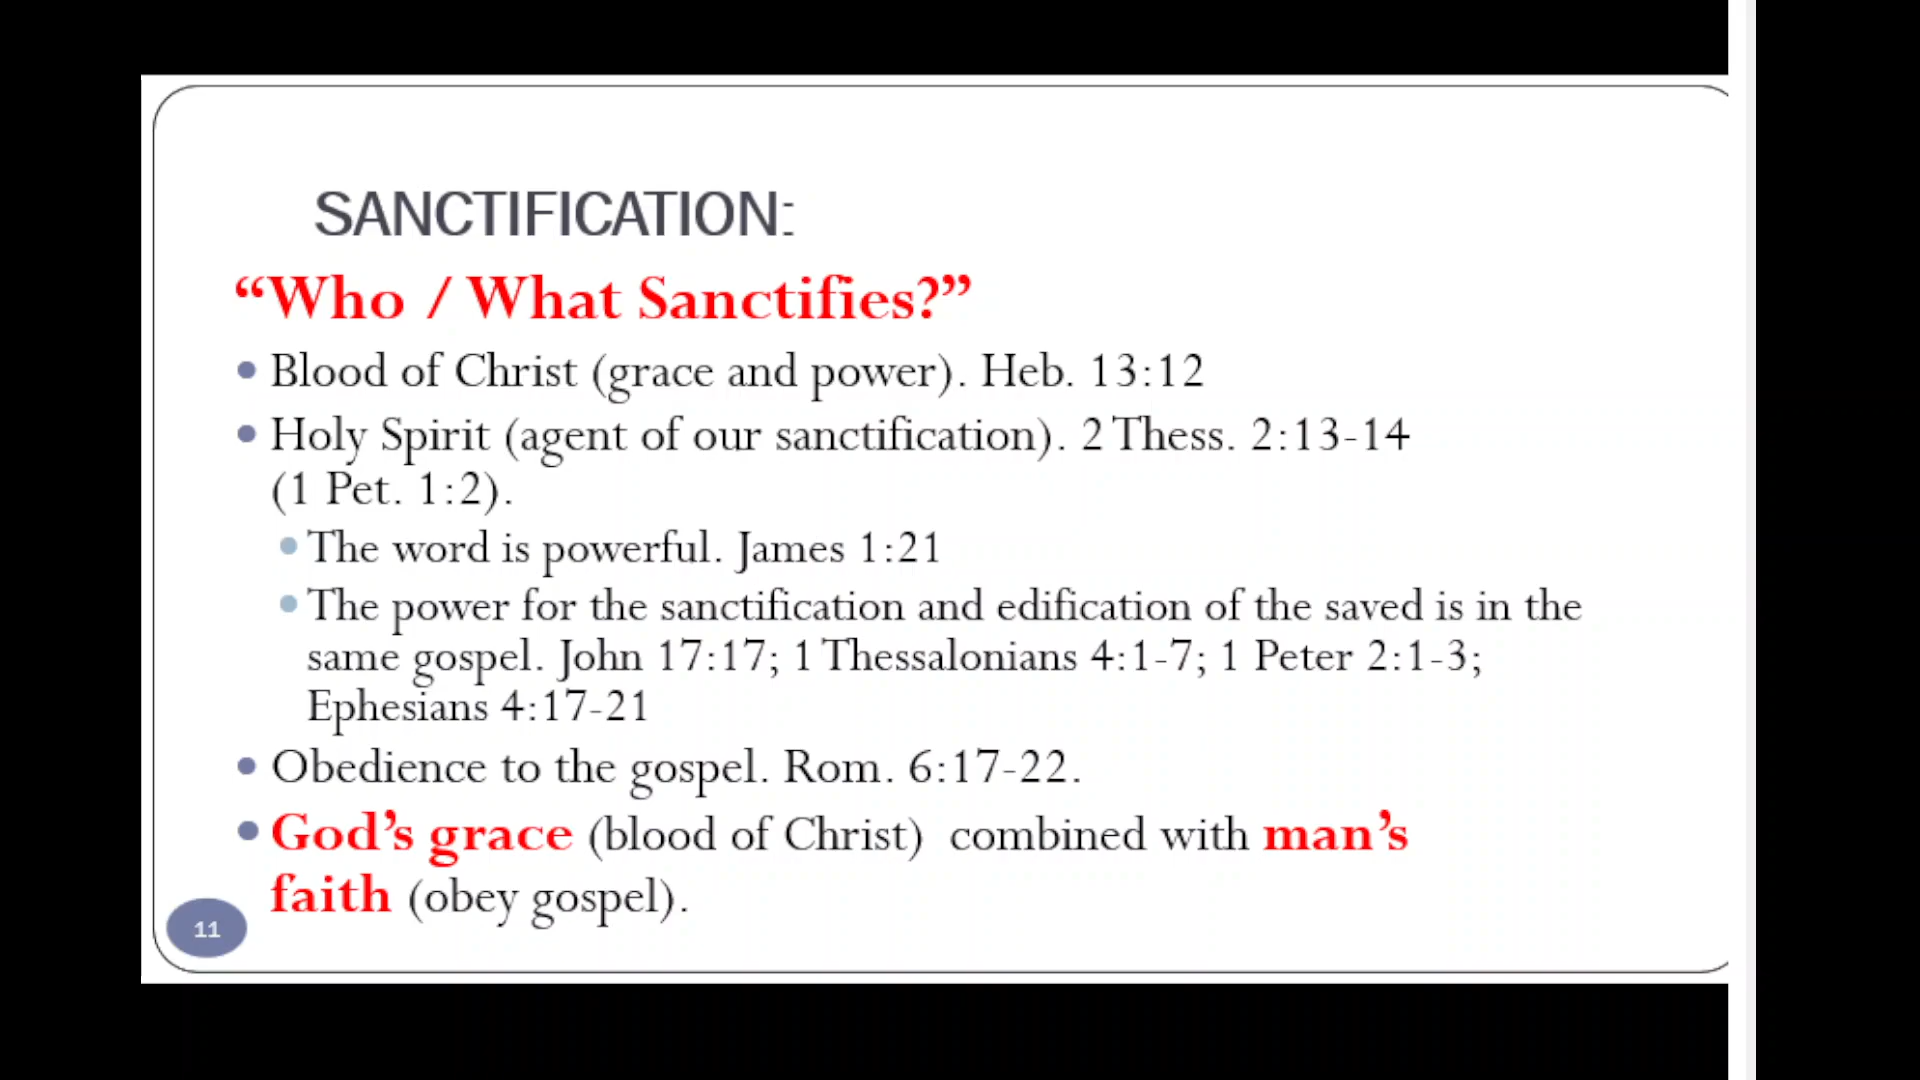 SANCTIFICATION:
“Who / What Sanctifies?”
• Blood of Christ (grace and power). Heb. 13:12
• Holy Spirit (agent of our sanctification). 2 Thess. 2:13-14
(1 Pet. 1:2).
• The word is powerful. James 1:21
• The power for the sanctification and edification of the saved is in the
same gospel. John 17:17; 1 Thessalonians 4:1-7; 1 Peter 2:1-3;
Ephesians 4:17-21
• Obedience to the gospel. Rom. 6:17-22.
• God’s grace (blood of Christ) combined with man’s
faith (obey gospel).
11